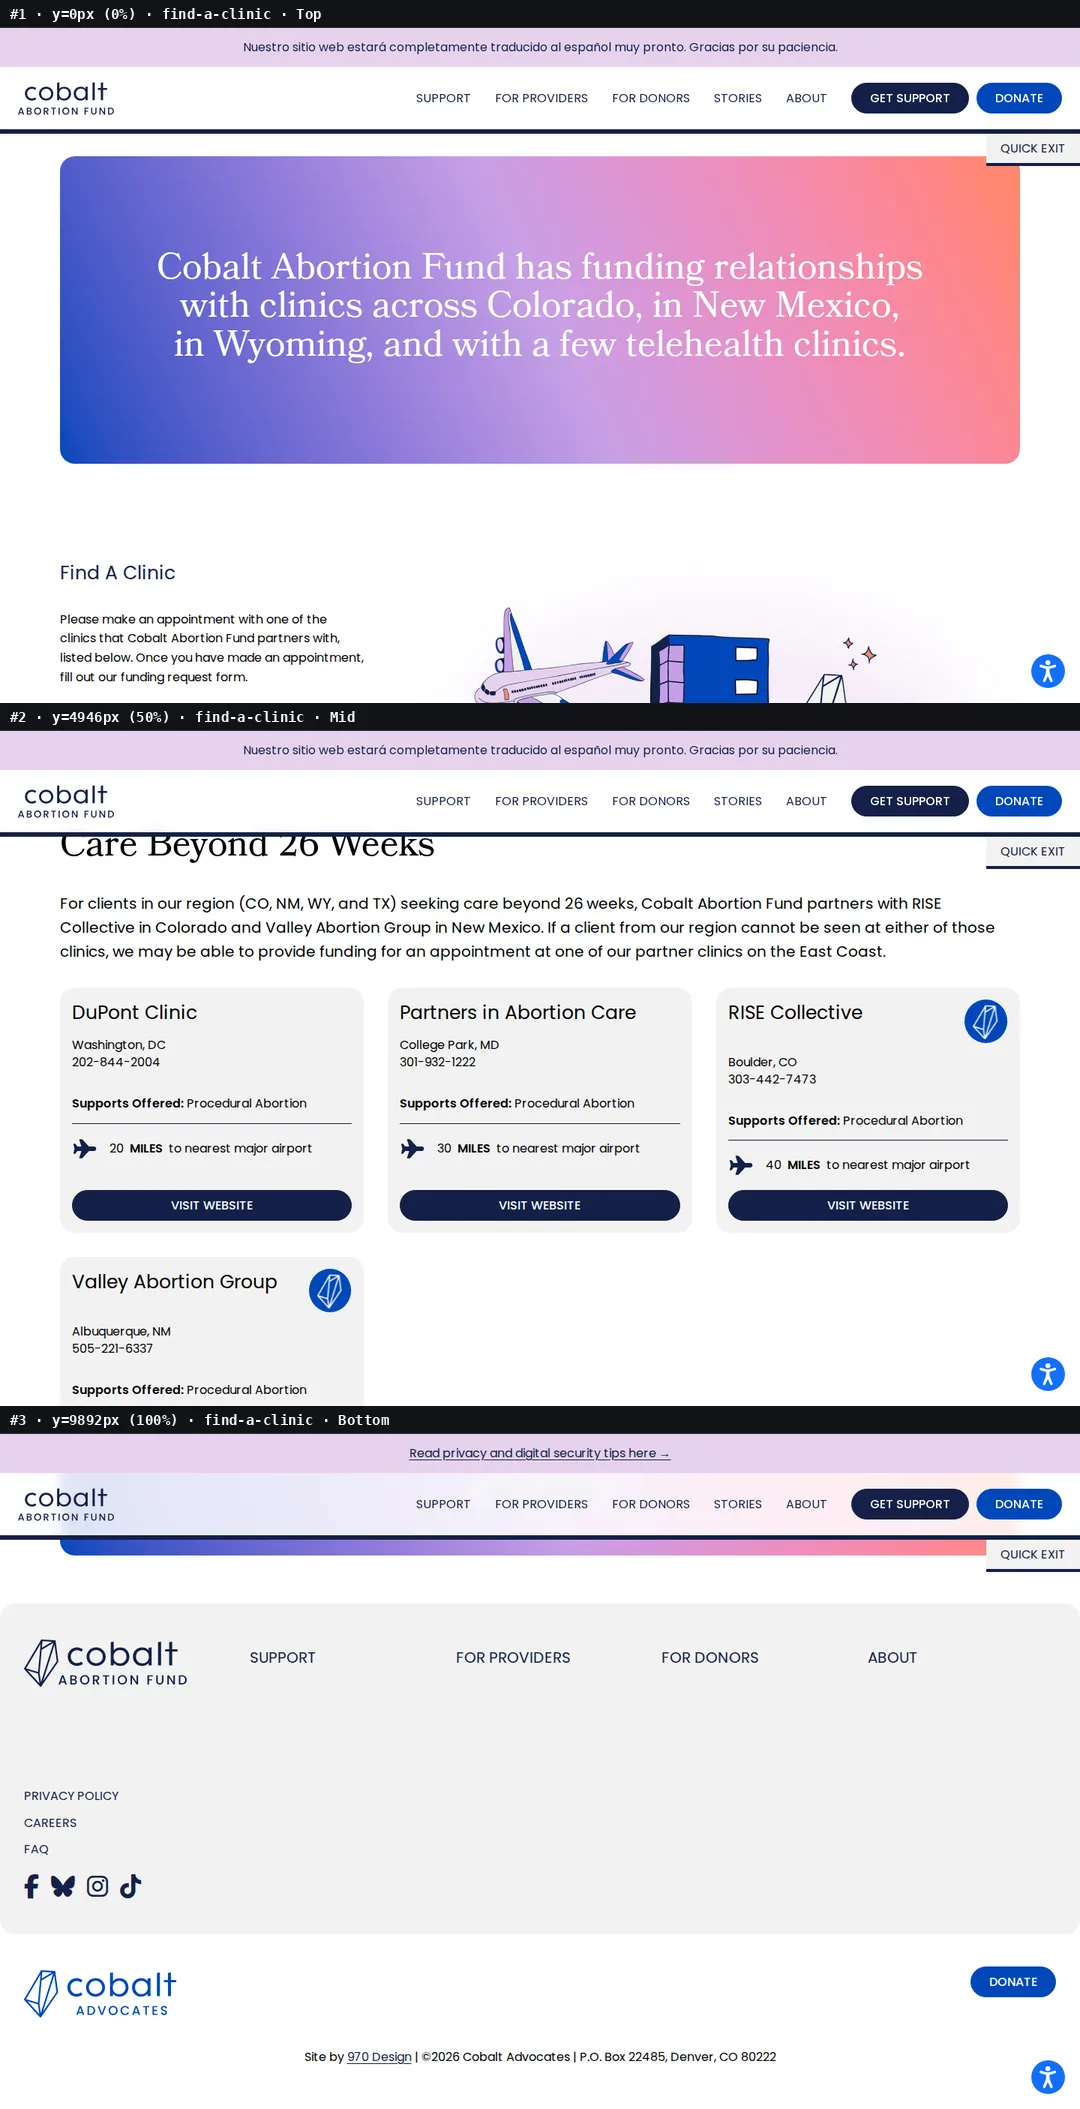 #1 · y=0px (0%) · find-a-clinic · Top
Nuestro sitio web estará completamente traducido al español muy pronto. Gracias por su paciencia.
cobalt
ABORTION FUND
SUPPORT
FOR PROVIDERS
FOR DONORS
STORIES
ABOUT
GET SUPPORT
DONATE
QUICK EXIT
Cobalt Abortion Fund has funding relationships
with clinics across Colorado, in New Mexico,
in Wyoming, and with a few telehealth clinics.
Find A Clinic
Please make an appointment with one of the
clinics that Cobalt Abortion Fund partners with,
listed below. Once you have made an appointment,
fill out our funding request form.
#2 · y=4946px (50%) · find-a-clinic · Mid
Nuestro sitio web estará completamente traducido al español muy pronto. Gracias por su paciencia.
cobalt
ABORTION FUND
SUPPORT
FOR PROVIDERS
FOR DONORS
STORIES
ABOUT
GET SUPPORT
DONATE
QUICK EXIT
Care Beyond 26 Weeks
For clients in our region (CO, NM, WY, and TX) seeking care beyond 26 weeks, Cobalt Abortion Fund partners with RISE
Collective in Colorado and Valley Abortion Group in New Mexico. If a client from our region cannot be seen at either of those
clinics, we may be able to provide funding for an appointment at one of our partner clinics on the East Coast.
DuPont Clinic
Washington, DC
202-844-2004
Supports Offered: Procedural Abortion
20 MILES to nearest major airport
VISIT WEBSITE
Partners in Abortion Care
College Park, MD
301-932-1222
Supports Offered: Procedural Abortion
30 MILES to nearest major airport
VISIT WEBSITE
RISE Collective
Boulder, CO
303-442-7473
Supports Offered: Procedural Abortion
40 MILES to nearest major airport
VISIT WEBSITE
Valley Abortion Group
Albuquerque, NM
505-221-6337
Supports Offered: Procedural Abortion
#3 · y=9892px (100%) · find-a-clinic · Bottom
Read privacy and digital security tips here →
cobalt
ABORTION FUND
SUPPORT
FOR PROVIDERS
FOR DONORS
STORIES
ABOUT
GET SUPPORT
DONATE
QUICK EXIT
cobalt
ABORTION FUND
SUPPORT
FOR PROVIDERS
FOR DONORS
ABOUT
PRIVACY POLICY
CAREERS
FAQ
cobalt
ADVOCATES
DONATE
Site by 970 Design | ©2026 Cobalt Advocates | P.O. Box 22485, Denver, CO 80222